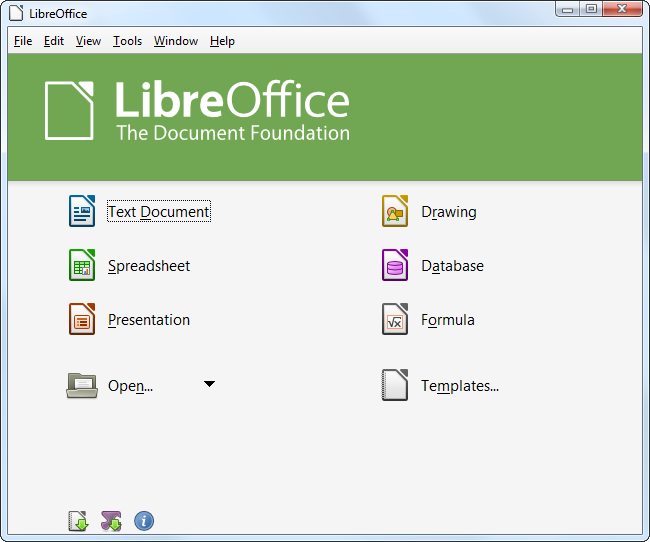 LibreOffice
File Edit View Tools Window Help
LibreOffice
The Document Foundation
Text Document
Drawing
Spreadsheet
Database
Presentation
Formula
Open...
Templates...